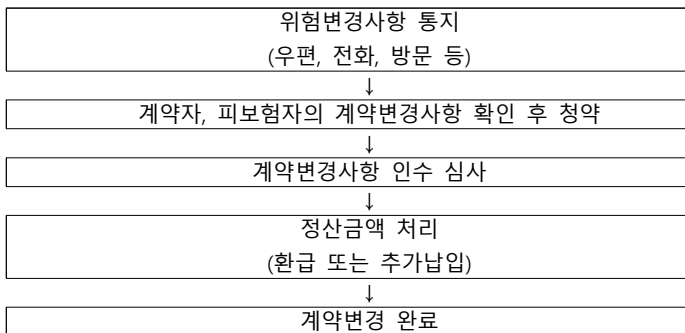 위험변경사항 통지
(우편, 전화, 방문 등)
↓
계약자, 피보험자의 계약변경사항 확인 후 청약
↓
계약변경사항 인수 심사
↓
정산금액 처리
(환급 또는 추가납입)
↓
계약변경 완료